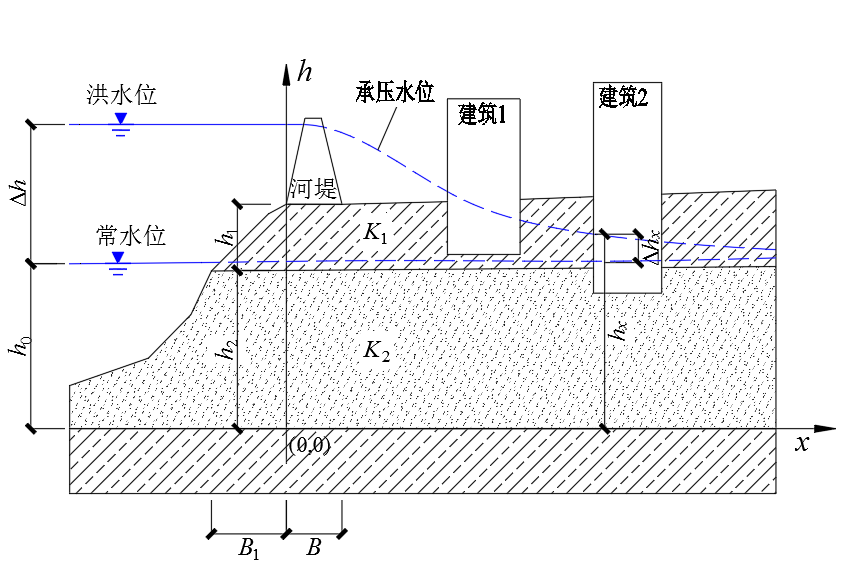 h
洪水位
承压水位
建筑1
建筑2
Δh
河堤
常水位
h₁
K₁
Δhₓ
h₀
h₂
K₂
hₓ
(0,0)
x
B₁
B